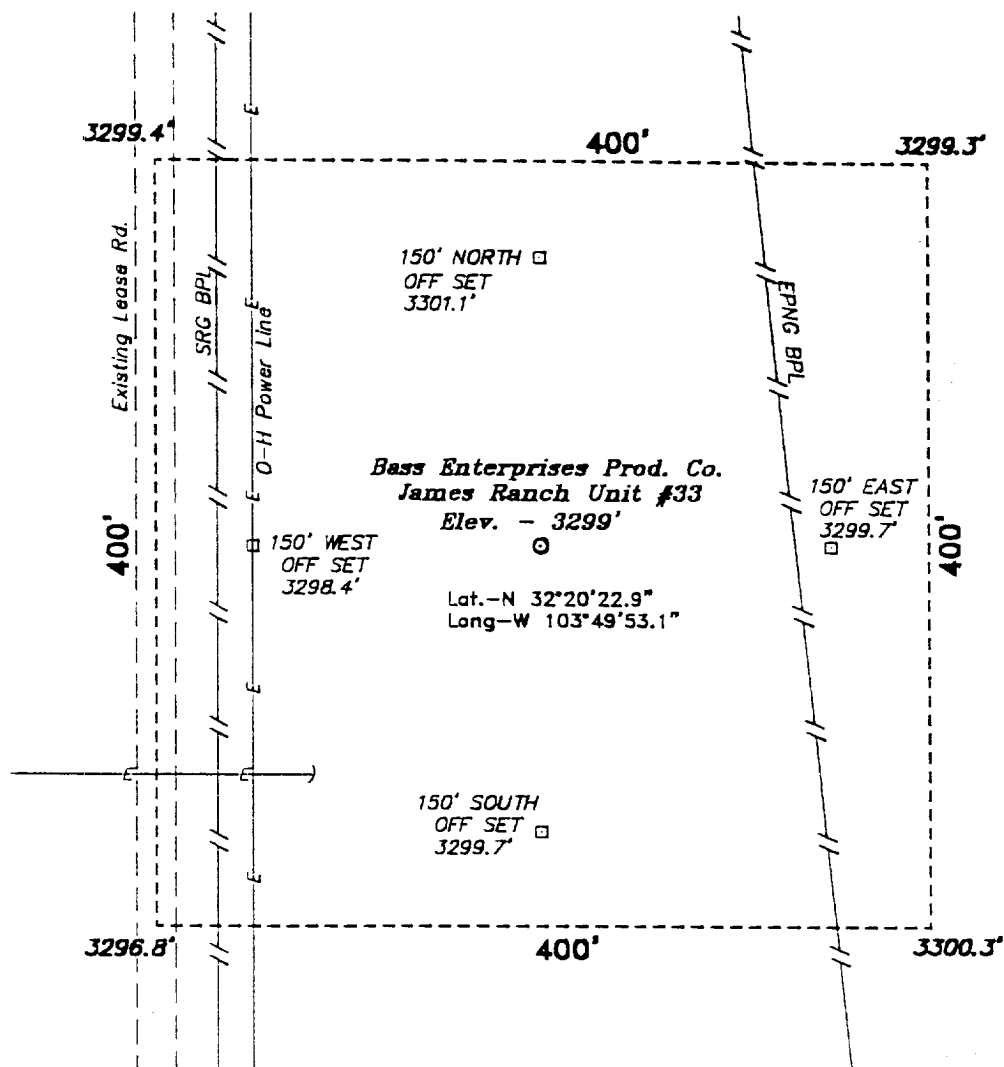 3299.4'
400'
3299.3'
150' NORTH
OFF SET
3301.1'
Existing Lease Rd.
SRG BPL
O-H Power Line
EPNG BPL
Bass Enterprises Prod. Co.
James Ranch Unit #33
Elev. - 3299'
150' EAST
OFF SET
3299.7'
400'
150' WEST
OFF SET
3298.4'
400'
Lat.-N 32°20'22.9"
Long-W 103°49'53.1"
150' SOUTH
OFF SET
3299.7'
3296.8'
400'
3300.3'
E
E
E
E
E
E
E